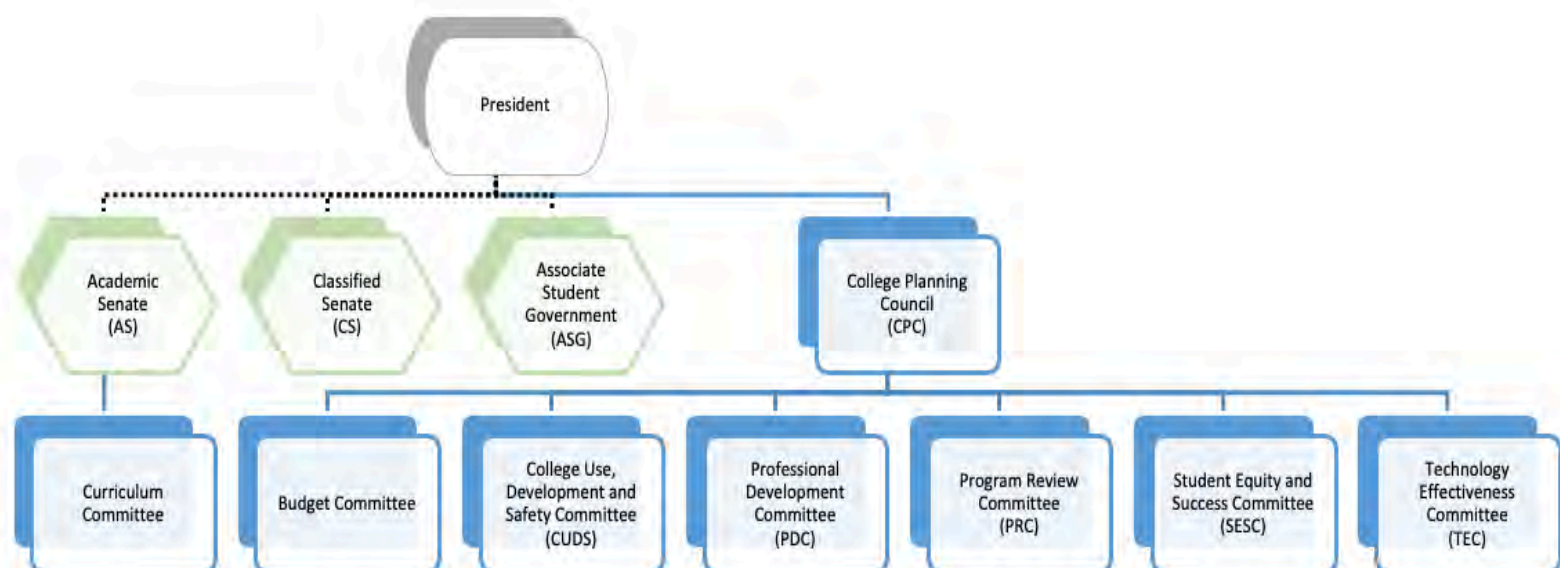 President
Academic
Senate
(AS)
Classified
Senate
(CS)
Associate
Student
Government
(ASG)
College Planning
Council
(CPC)
Curriculum
Committee
Budget Committee
College Use,
Development and
Safety Committee
(CUDS)
Professional
Development
Committee
(PDC)
Program Review
Committee
(PRC)
Student Equity and
Success Committee
(SESC)
Technology
Effectiveness
Committee
(TEC)